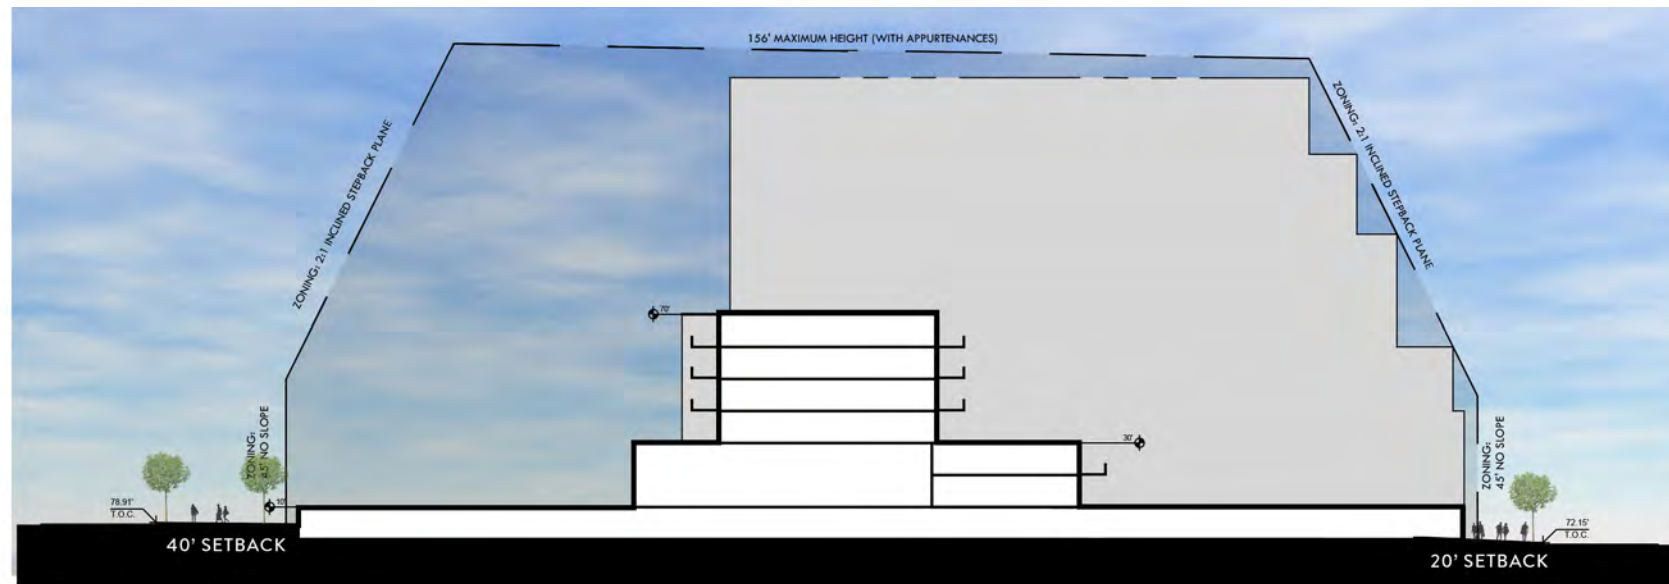 156' MAXIMUM HEIGHT (WITH APPURTENANCES)
ZONING: 2:1 INCLINED STEPBACK PLANE
ZONING: 2:1 INCLINED STEPBACK PLANE
70'
30'
ZONING:
45' NO SLOPE
ZONING:
45' NO SLOPE
10'
78.91'
T.O.C.
72.15'
T.O.C.
40' SETBACK
20' SETBACK